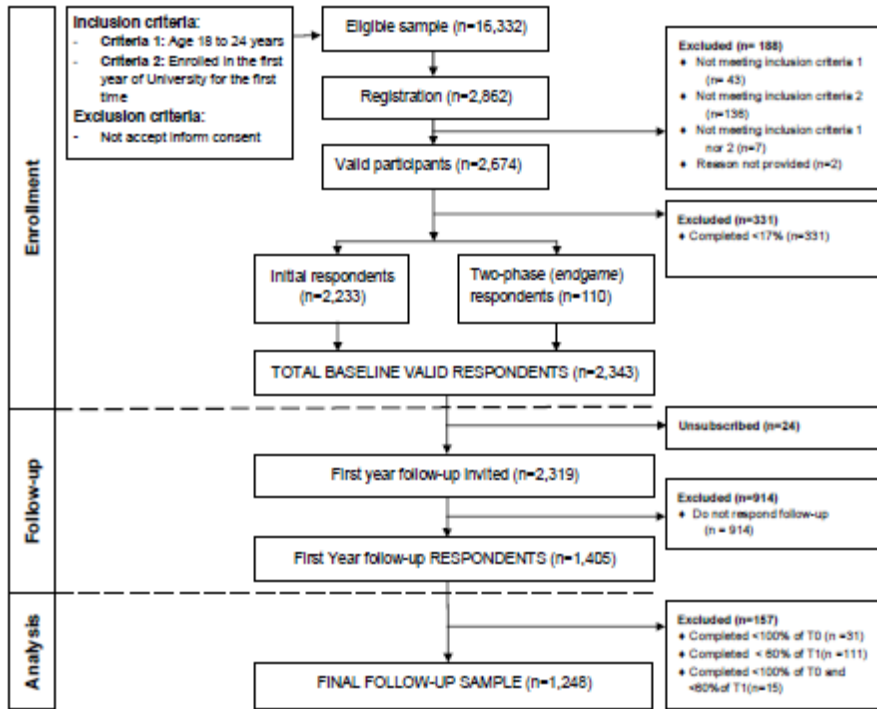 Inclusion criteria:
- Criteria 1: Age 18 to 24 years
- Criteria 2: Enrolled in the first
year of University for the first
time
Exclusion criteria:
- Not accept inform consent
Eligible sample (n=16,332)
Registration (n=2,862)
Excluded (n= 188)
♦ Not meeting inclusion criteria 1
(n= 43)
♦ Not meeting inclusion criteria 2
(n=136)
♦ Not meeting inclusion criteria 1
nor 2 (n=7)
♦ Reason not provided (n=2)
Valid participants (n=2,674)
Excluded (n=331)
♦ Completed <17% (n=331)
Enrollment
Initial respondents
(n=2,233)
Two-phase (endgame)
respondents (n=110)
TOTAL BASELINE VALID RESPONDENTS (n=2,343)
Unsubscribed (n=24)
Follow-up
First year follow-up invited (n=2,319)
Excluded (n=914)
♦ Do not respond follow-up
(n = 914)
First Year follow-up RESPONDENTS (n=1,405)
Analysis
Excluded (n=157)
♦ Completed <100% of T0 (n =31)
♦ Completed < 60% of T1(n =111)
♦ Completed <100% of T0 and
<60%of T1(n=15)
FINAL FOLLOW-UP SAMPLE (n=1,248)